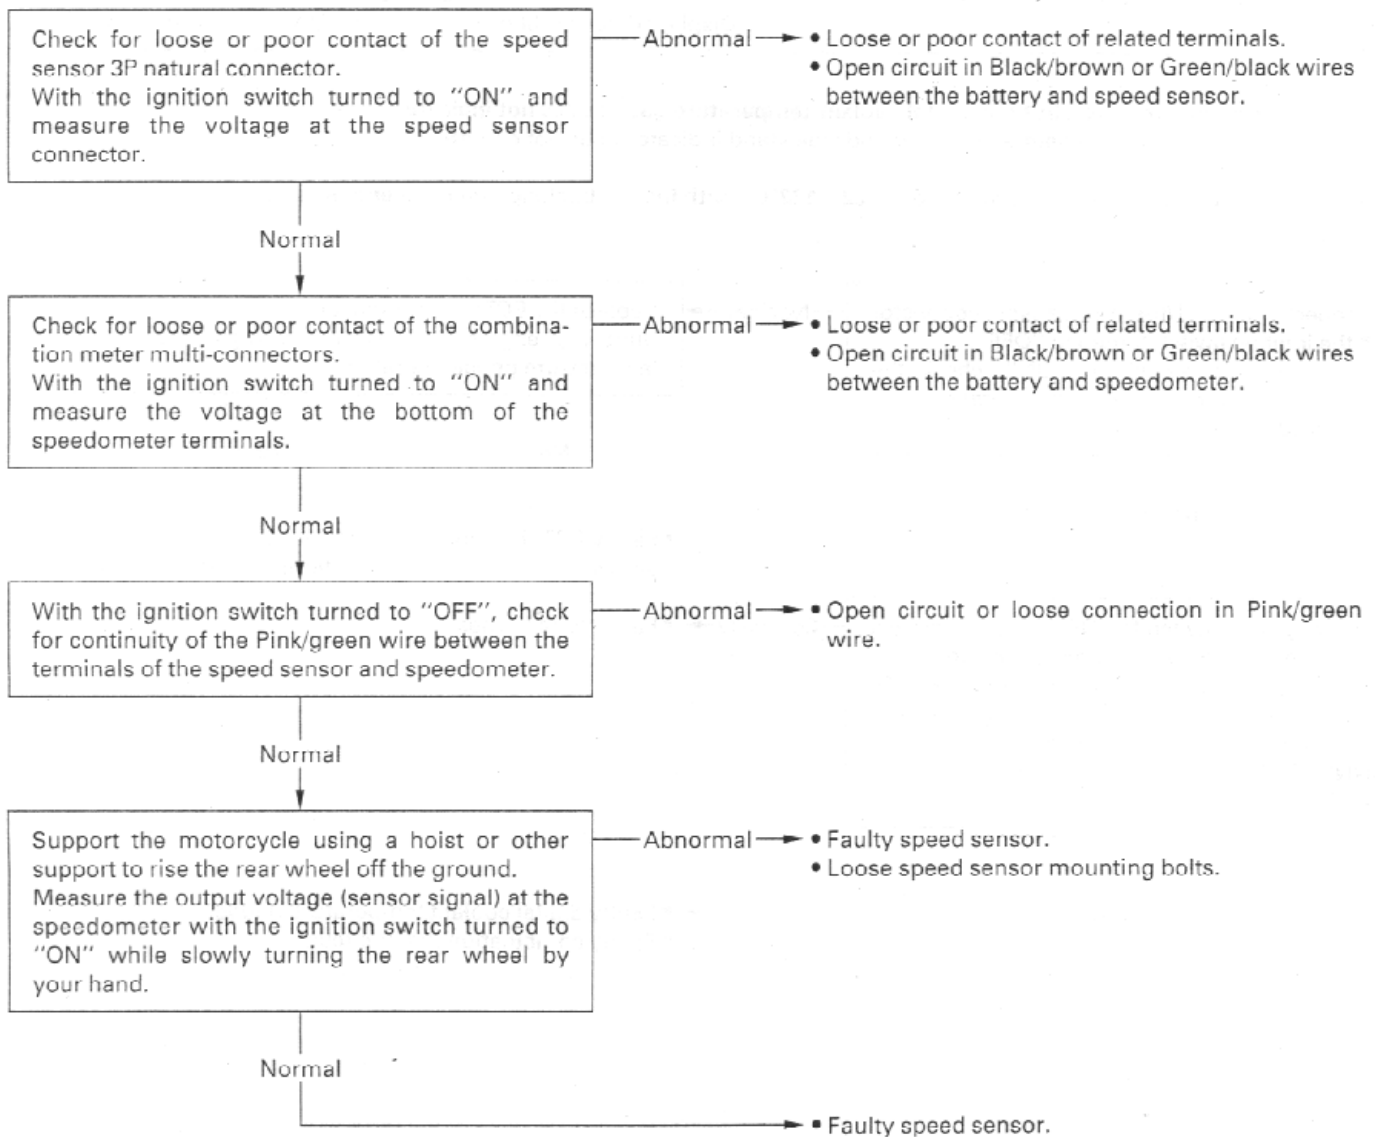 Check for loose or poor contact of the speed
sensor 3P natural connector.
With the ignition switch turned to "ON" and
measure the voltage at the speed sensor
connector.
Abnormal
• Loose or poor contact of related terminals.
• Open circuit in Black/brown or Green/black wires
between the battery and speed sensor.
Normal
Check for loose or poor contact of the combina-
tion meter multi-connectors.
With the ignition switch turned to "ON" and
measure the voltage at the bottom of the
speedometer terminals.
Abnormal
• Loose or poor contact of related terminals.
• Open circuit in Black/brown or Green/black wires
between the battery and speedometer.
Normal
With the ignition switch turned to "OFF", check
for continuity of the Pink/green wire between the
terminals of the speed sensor and speedometer.
Abnormal
• Open circuit or loose connection in Pink/green
wire.
Normal
Support the motorcycle using a hoist or other
support to rise the rear wheel off the ground.
Measure the output voltage (sensor signal) at the
speedometer with the ignition switch turned to
"ON" while slowly turning the rear wheel by
your hand.
Abnormal
• Faulty speed sensor.
• Loose speed sensor mounting bolts.
Normal
• Faulty speed sensor.